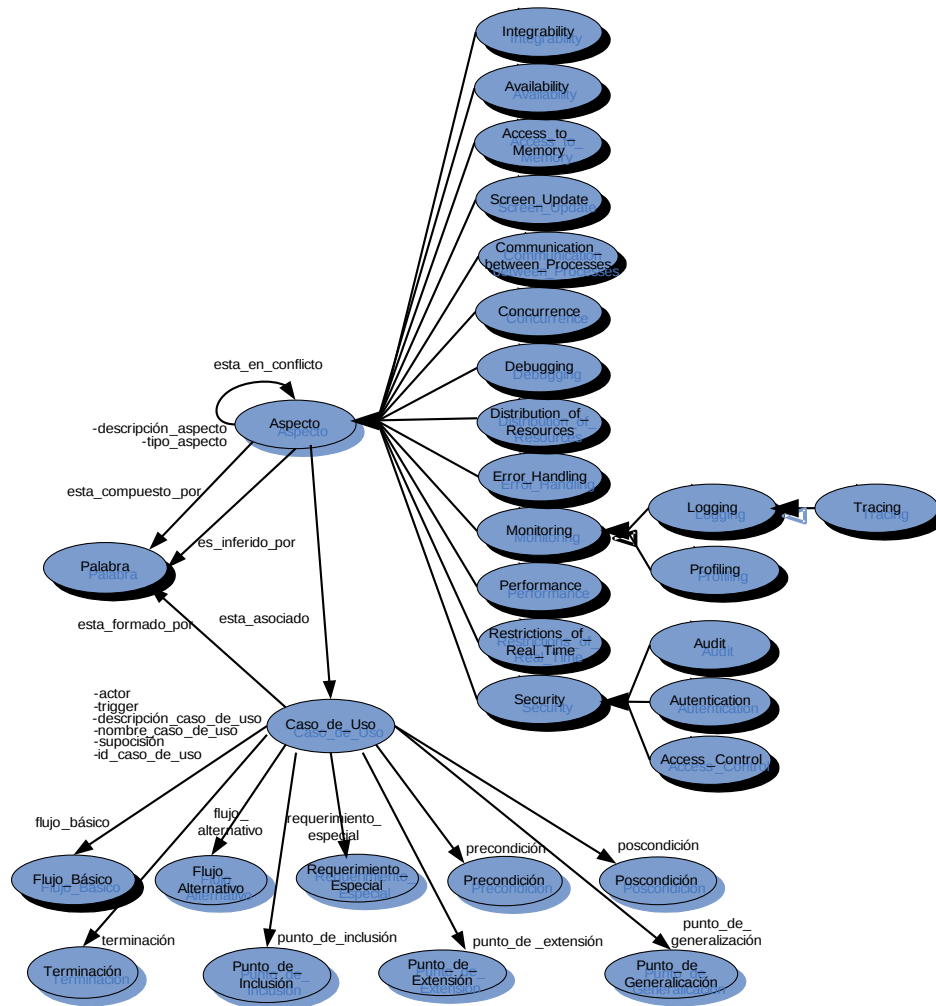 Integrability
Availability
Access_to_
Memory
Screen_Update
Communication_
between_Processes
Concurrence
esta_en_conflicto
Debugging
Aspecto
-descripción_aspecto
-tipo_aspecto
Distribution_of_
Resources
Error_Handling
esta_compuesto_por
Monitoring
Logging
Tracing
es_inferido_por
Palabra
Profiling
Performance
esta_formado_por
esta_asociado
Restrictions_of_
Real_Time
Audit
-actor
-trigger
-descripción_caso_de_uso
-nombre_caso_de_uso
-suposición
-id_caso_de_uso
Caso_de_Uso
Security
Autentication
Access_Control
flujo_básico
flujo_
alternativo
requerimiento_
especial
precondición
poscondición
Flujo_Básico
Flujo_
Alternativo
Requerimiento_
Especial
Precondición
Poscondición
terminación
punto_de_inclusión
punto_de _extensión
punto_de_
generalización
Terminación
Punto_de_
Inclusión
Punto_de_
Extensión
Punto_de_
Generalización